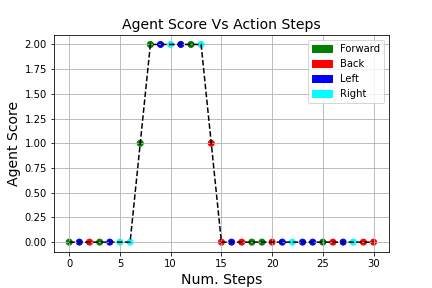 Agent Score Vs Action Steps
2.00
1.75
1.50
1.25
1.00
0.75
0.50
0.25
0.00
Agent Score
Forward
Back
Left
Right
0 5 10 15 20 25 30
Num. Steps